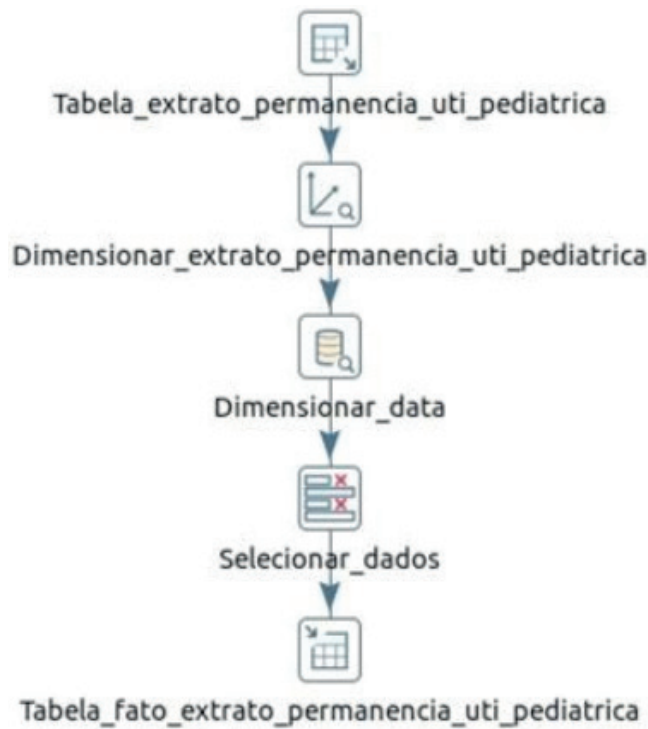 Tabela_extrato_permanencia_uti_pediatrica
Dimensionar_extrato_permanencia_uti_pediatrica
Dimensionar_data
Selecionar_dados
Tabela_fato_extrato_permanencia_uti_pediatrica